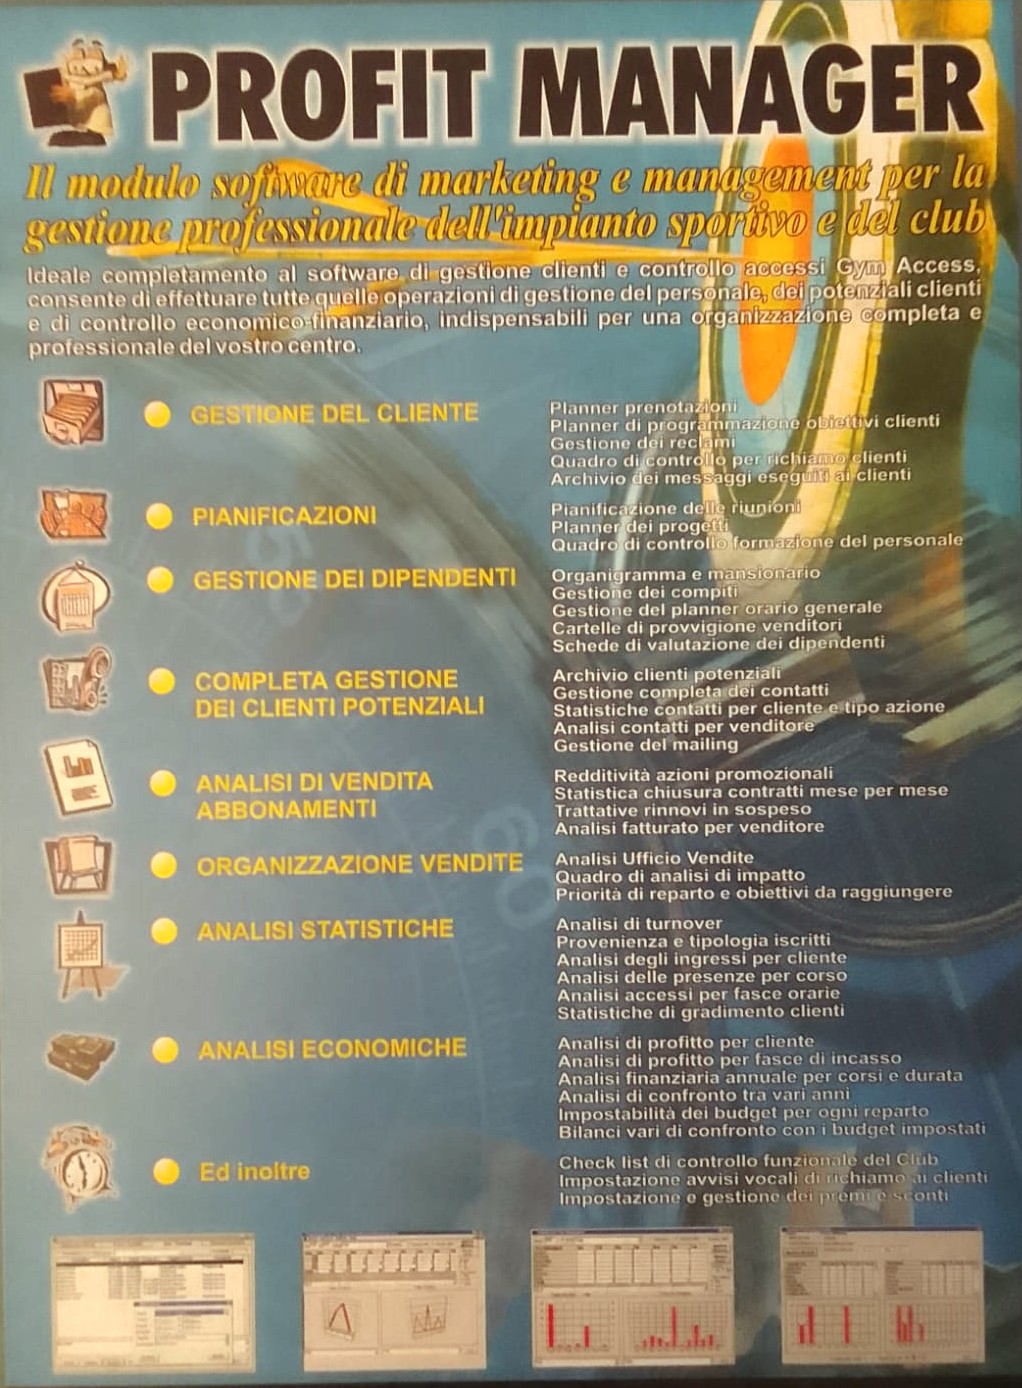 PROFIT MANAGER
Il modulo software di marketing e management per la
gestione professionale dell'impianto sportivo e del club
Ideale completamento al software di gestione clienti e controllo accessi Gym Access,
consente di effettuare tutte quelle operazioni di gestione del personale, dei potenziali clienti
e di controllo economico-finanziario, indispensabili per una organizzazione completa e
professionale del vostro centro.
GESTIONE DEL CLIENTE
Planner prenotazioni
Planner di programmazione obiettivi clienti
Gestione dei reclami
Quadro di controllo per richiamo clienti
Archivio dei messaggi eseguiti ai clienti
PIANIFICAZIONI
Pianificazione delle riunioni
Planner dei progetti
Quadro di controllo formazione del personale
GESTIONE DEI DIPENDENTI
Organigramma e mansionario
Gestione dei compiti
Gestione del planner orario generale
Cartelle di provvigione venditori
Schede di valutazione dei dipendenti
COMPLETA GESTIONE
DEI CLIENTI POTENZIALI
Archivio clienti potenziali
Gestione completa dei contatti
Statistiche contatti per cliente e tipo azione
Analisi contatti per venditore
Gestione del mailing
ANALISI DI VENDITA
ABBONAMENTI
Redditività azioni promozionali
Statistica chiusura contratti mese per mese
Trattative rinnovi in sospeso
Analisi fatturato per venditore
ORGANIZZAZIONE VENDITE
Analisi Ufficio Vendite
Quadro di analisi di impatto
Priorità di reparto e obiettivi da raggiungere
ANALISI STATISTICHE
Analisi di turnover
Provenienza e tipologia iscritti
Analisi degli ingressi per cliente
Analisi delle presenze per corso
Analisi accessi per fasce orarie
Statistiche di gradimento clienti
ANALISI ECONOMICHE
Analisi di profitto per cliente
Analisi di profitto per fasce di incasso
Analisi finanziaria annuale per corsi e durata
Analisi di confronto tra vari anni
Impostabilità dei budget per ogni reparto
Bilanci vari di confronto con i budget impostati
Ed inoltre
Check list di controllo funzionale del Club
Impostazione avvisi vocali di richiamo ai clienti
Impostazione e gestione dei premi e sconti
50
60